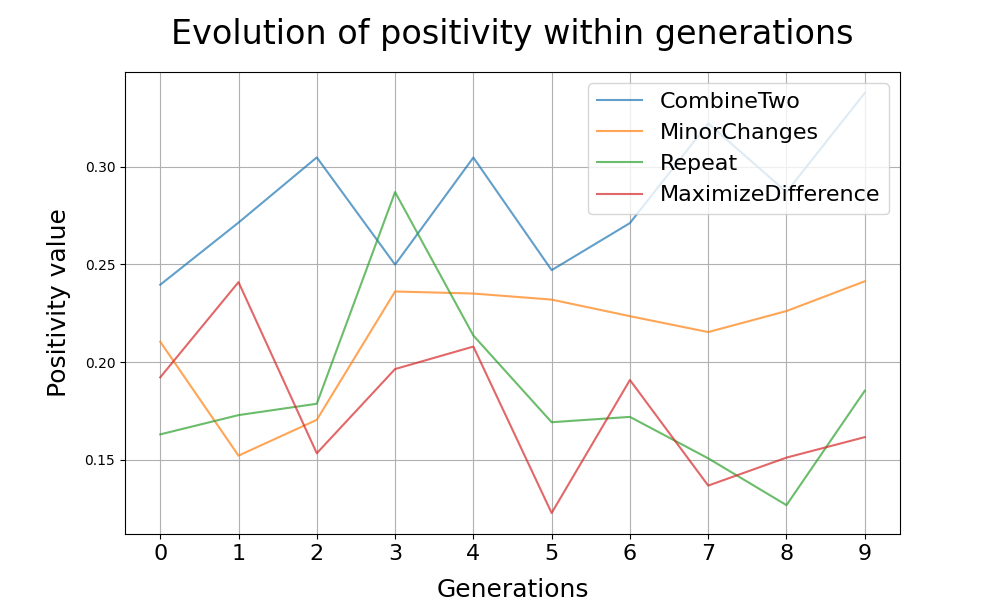 Evolution of positivity within generations
CombineTwo
MinorChanges
Repeat
MaximizeDifference
Positivity value
0.30
0.25
0.20
0.15
0 1 2 3 4 5 6 7 8 9
Generations